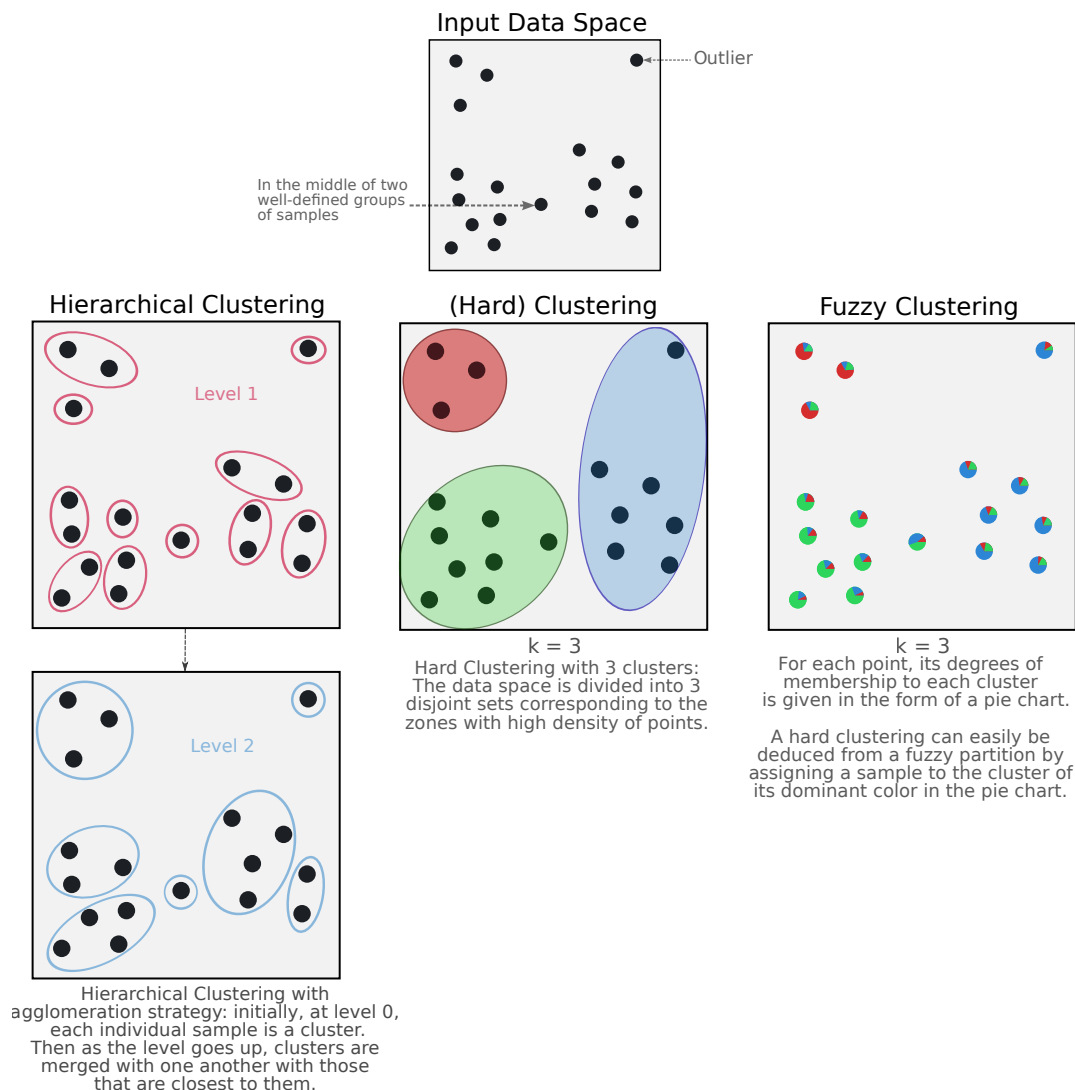 Input Data Space
Outlier
In the middle of two
well-defined groups
of samples
Hierarchical Clustering
Level 1
(Hard) Clustering
k = 3
Hard Clustering with 3 clusters:
The data space is divided into 3
disjoint sets corresponding to the
zones with high density of points.
Fuzzy Clustering
k = 3
For each point, its degrees of
membership to each cluster
is given in the form of a pie chart.
A hard clustering can easily be
deduced from a fuzzy partition by
assigning a sample to the cluster of
its dominant color in the pie chart.
Level 2
Hierarchical Clustering with
agglomeration strategy: initially, at level 0,
each individual sample is a cluster.
Then as the level goes up, clusters are
merged with one another with those
that are closest to them.